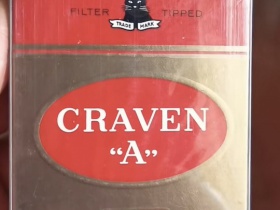 FILTER TIPPED
TRADE MARK
CRAVEN
“A”